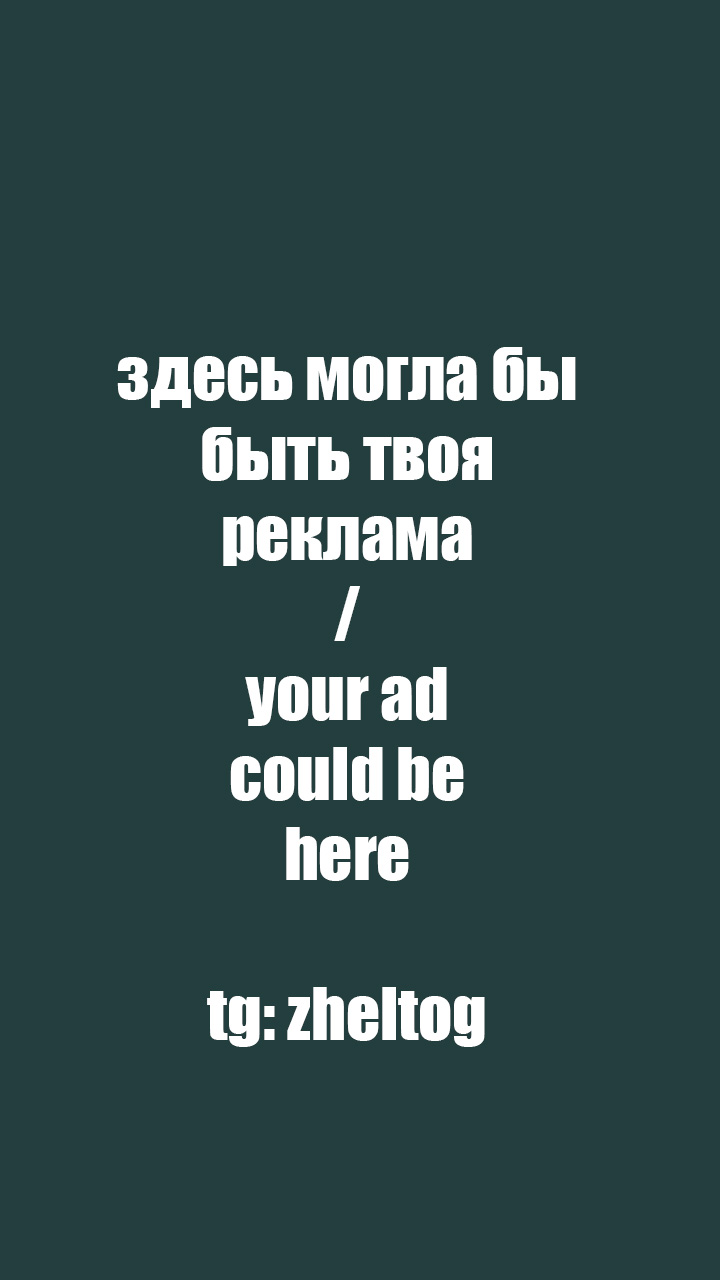 здесь могла бы
быть твоя
реклама
/
your ad
could be
here
tg: zheltog